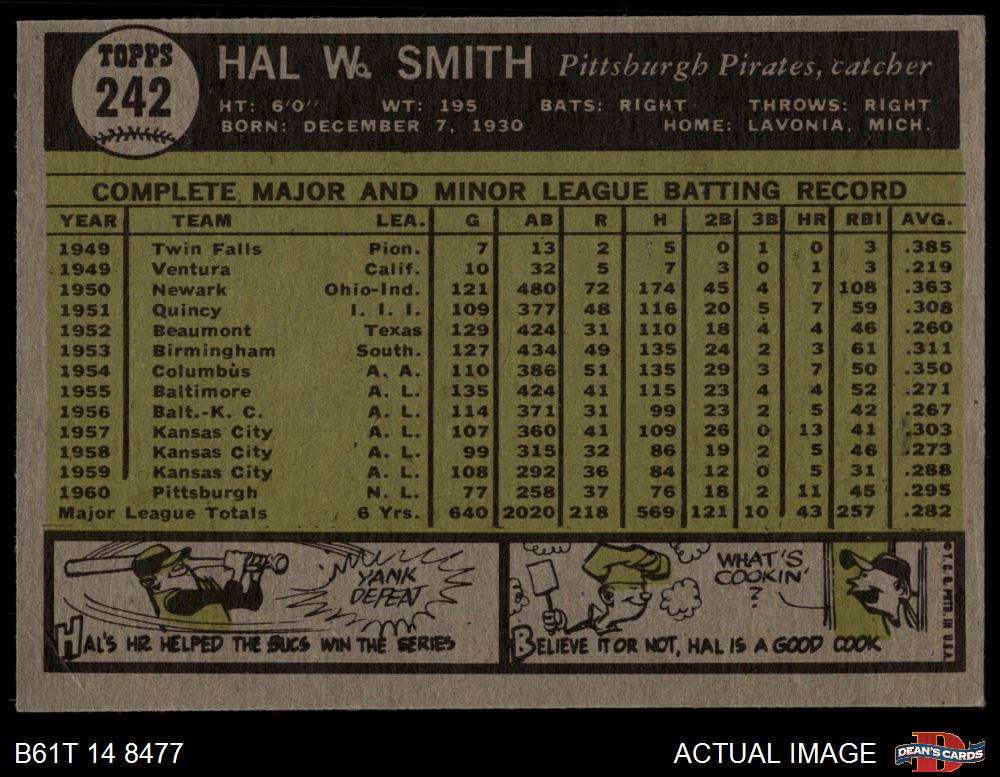 TOPPS
242
HAL W. SMITH Pittsburgh Pirates, catcher
HT: 6'0" WT: 195 BATS: RIGHT THROWS: RIGHT
BORN: DECEMBER 7, 1930 HOME: LAVONIA, MICH.
COMPLETE MAJOR AND MINOR LEAGUE BATTING RECORD
YEAR TEAM LEA. G AB R H 2B 3B HR RBI AVG.
1949 Twin Falls Pion. 7 13 2 5 0 1 0 3 .385
1949 Ventura Calif. 10 32 5 7 3 0 1 3 .219
1950 Newark Ohio-Ind. 121 480 72 174 45 4 7 108 .363
1951 Quincy I. I. I. 109 377 48 116 20 5 7 59 .308
1952 Beaumont Texas 129 424 31 110 18 4 4 46 .260
1953 Birmingham South. 127 434 49 135 24 2 3 61 .311
1954 Columbus A. A. 110 386 51 135 29 3 7 50 .350
1955 Baltimore A. L. 135 424 41 115 23 4 4 52 .271
1956 Balt.-K. C. A. L. 114 371 31 99 23 2 5 42 .267
1957 Kansas City A. L. 107 360 41 109 26 0 13 41 .303
1958 Kansas City A. L. 99 315 32 86 19 2 5 46 .273
1959 Kansas City A. L. 108 292 36 84 12 0 5 31 .288
1960 Pittsburgh N. L. 77 258 37 76 18 2 11 45 .295
Major League Totals 6 Yrs. 640 2020 218 569 121 10 43 257 .282
YANK
DEFEAT
HAL'S HR HELPED THE BUCS WIN THE SERIES
WHAT'S
COOKIN'
?
BELIEVE IT OR NOT, HAL IS A GOOD COOK
©T.C.G. PTD. IN U.S.A.
B61T 14 8477
ACTUAL IMAGE
D
DEAN'S CARDS